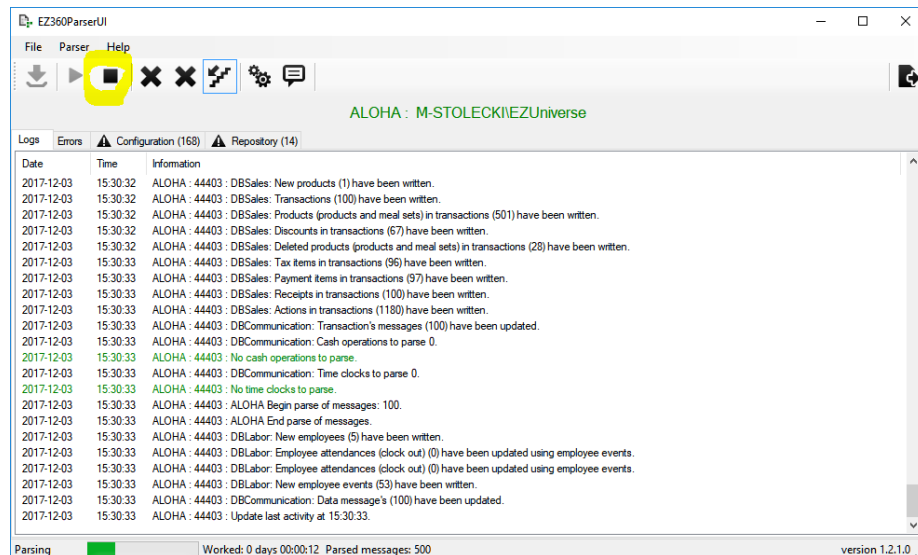 EZ360ParserUI
File Parser Help
ALOHA : M-STOLECKI\EZUniverse
Logs Errors Configuration (168) Repository (14)
Date Time Information
2017-12-03 15:30:32 ALOHA : 44403 : DBSales: New products (1) have been written.
2017-12-03 15:30:32 ALOHA : 44403 : DBSales: Transactions (100) have been written.
2017-12-03 15:30:32 ALOHA : 44403 : DBSales: Products (products and meal sets) in transactions (501) have been written.
2017-12-03 15:30:32 ALOHA : 44403 : DBSales: Discounts in transactions (67) have been written.
2017-12-03 15:30:32 ALOHA : 44403 : DBSales: Deleted products (products and meal sets) in transactions (28) have been written.
2017-12-03 15:30:32 ALOHA : 44403 : DBSales: Tax items in transactions (96) have been written.
2017-12-03 15:30:33 ALOHA : 44403 : DBSales: Payment items in transactions (97) have been written.
2017-12-03 15:30:33 ALOHA : 44403 : DBSales: Receipts in transactions (100) have been written.
2017-12-03 15:30:33 ALOHA : 44403 : DBSales: Actions in transactions (1180) have been written.
2017-12-03 15:30:33 ALOHA : 44403 : DBCommunication: Transaction's messages (100) have been updated.
2017-12-03 15:30:33 ALOHA : 44403 : DBCommunication: Cash operations to parse 0.
2017-12-03 15:30:33 ALOHA : 44403 : No cash operations to parse.
2017-12-03 15:30:33 ALOHA : 44403 : DBCommunication: Time clocks to parse 0.
2017-12-03 15:30:33 ALOHA : 44403 : No time clocks to parse.
2017-12-03 15:30:33 ALOHA : 44403 : ALOHA Begin parse of messages: 100.
2017-12-03 15:30:33 ALOHA : 44403 : ALOHA End parse of messages.
2017-12-03 15:30:33 ALOHA : 44403 : DBLabor: New employees (5) have been written.
2017-12-03 15:30:33 ALOHA : 44403 : DBLabor: Employee attendances (clock out) (0) have been updated using employee events.
2017-12-03 15:30:33 ALOHA : 44403 : DBLabor: Employee attendances (clock out) (0) have been updated using employee events.
2017-12-03 15:30:33 ALOHA : 44403 : DBLabor: New employee events (53) have been written.
2017-12-03 15:30:33 ALOHA : 44403 : DBCommunication: Data message's (100) have been updated.
2017-12-03 15:30:33 ALOHA : 44403 : Update last activity at 15:30:33.
Parsing Worked: 0 days 00:00:12 Parsed messages: 500 version 1.2.1.0